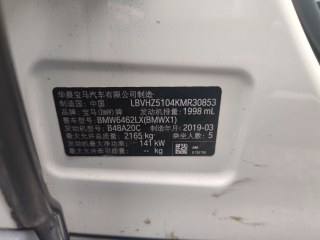 华晨宝马汽车有限公司制造
制造国：中国 LBVHZ5104KMR30853
品牌：宝马(BMW)牌 发动机排量：1998 mL
整车型号：BMW6462LX(BMWX1)
发动机型号：B48A20C 制造年月：2019-03
最大允许总质量：2165 kg 乘坐人数：5
发动机最大净功率：141 kW